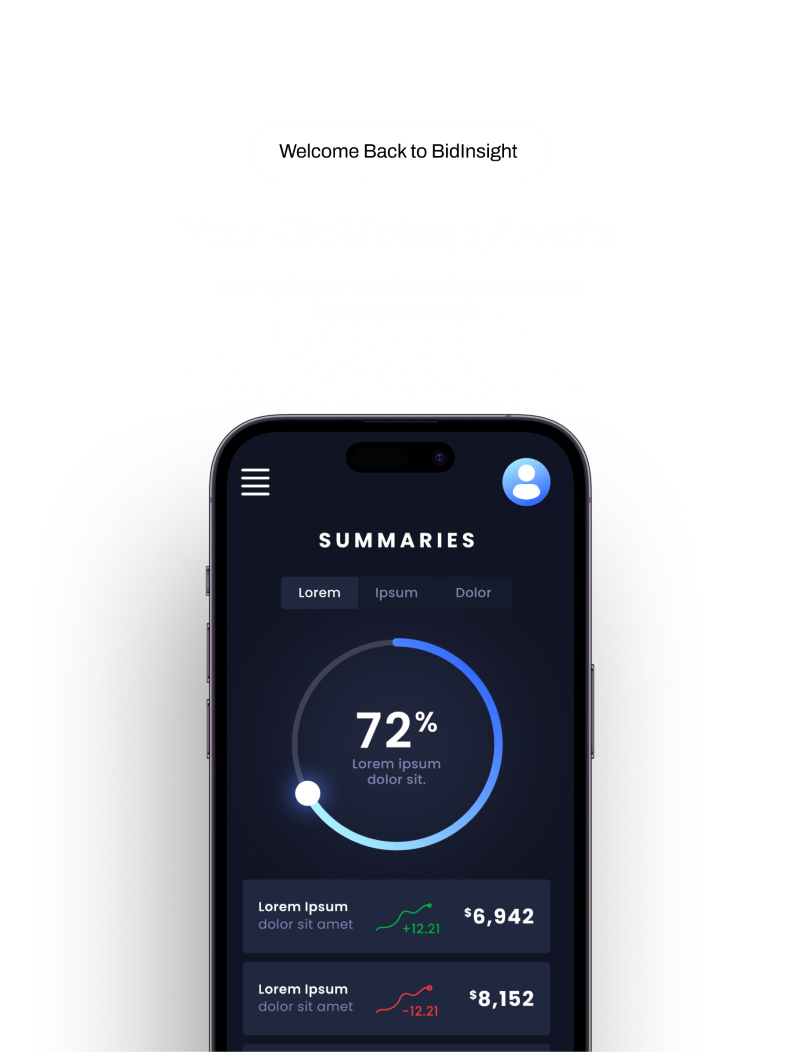 Welcome Back to BidInsight
SUMMARIES
Lorem Ipsum Dolor
72%
Lorem ipsum
dolor sit.
Lorem Ipsum
dolor sit amet
+12.21
$6,942
Lorem Ipsum
dolor sit amet
-12.21
$8,152